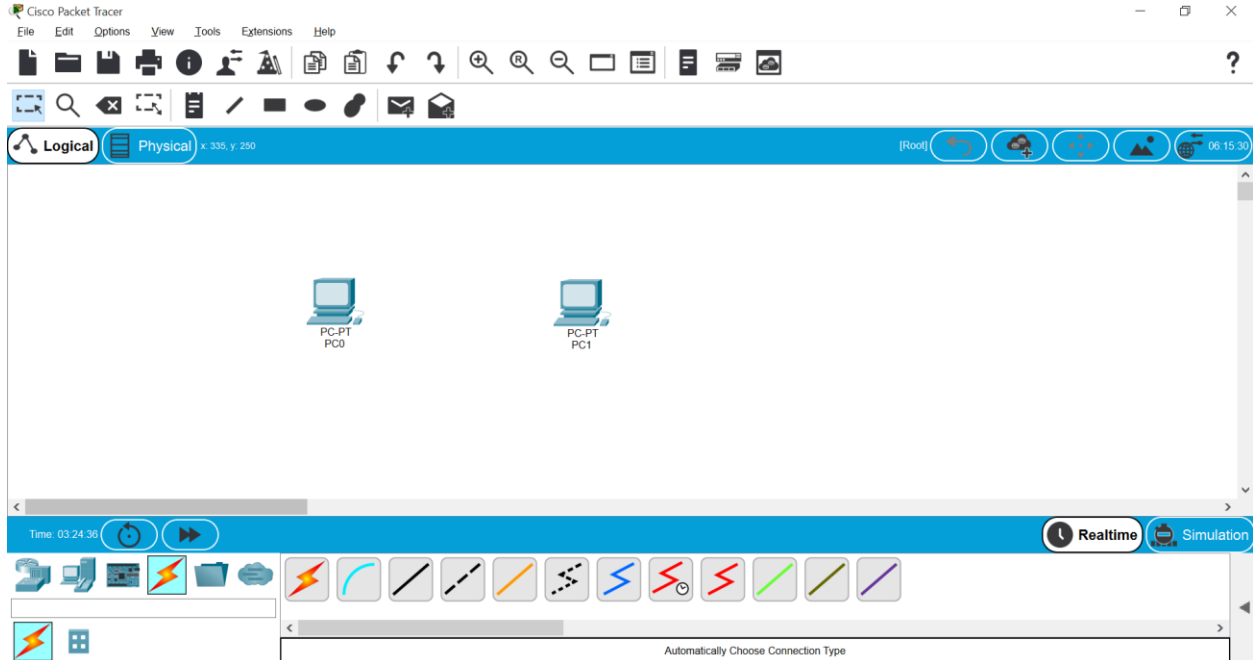 Cisco Packet Tracer
File Edit Options View Tools Extensions Help
R
?
Logical Physical x: 335, y: 250 [Root] 06:15:30
PC-PT
PC0
PC-PT
PC1
Time: 03:24:36 Realtime Simulation
Automatically Choose Connection Type